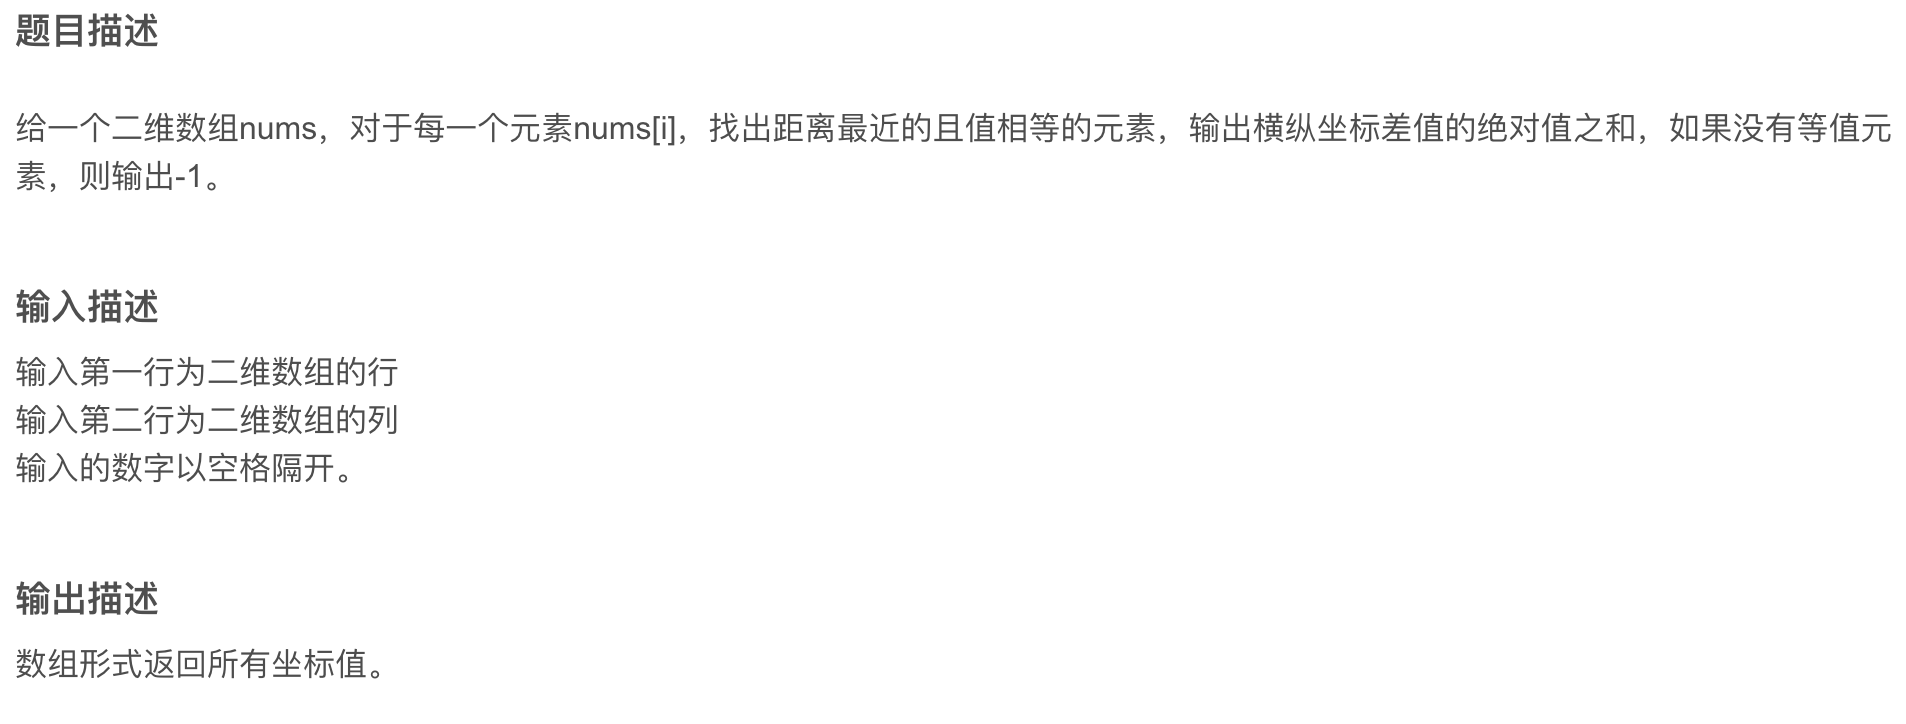 题目描述
给一个二维数组nums，对于每一个元素nums[i]，找出距离最近的且值相等的元素，输出横纵坐标差值的绝对值之和，如果没有等值元
素，则输出-1。
输入描述
输入第一行为二维数组的行
输入第二行为二维数组的列
输入的数字以空格隔开。
输出描述
数组形式返回所有坐标值。